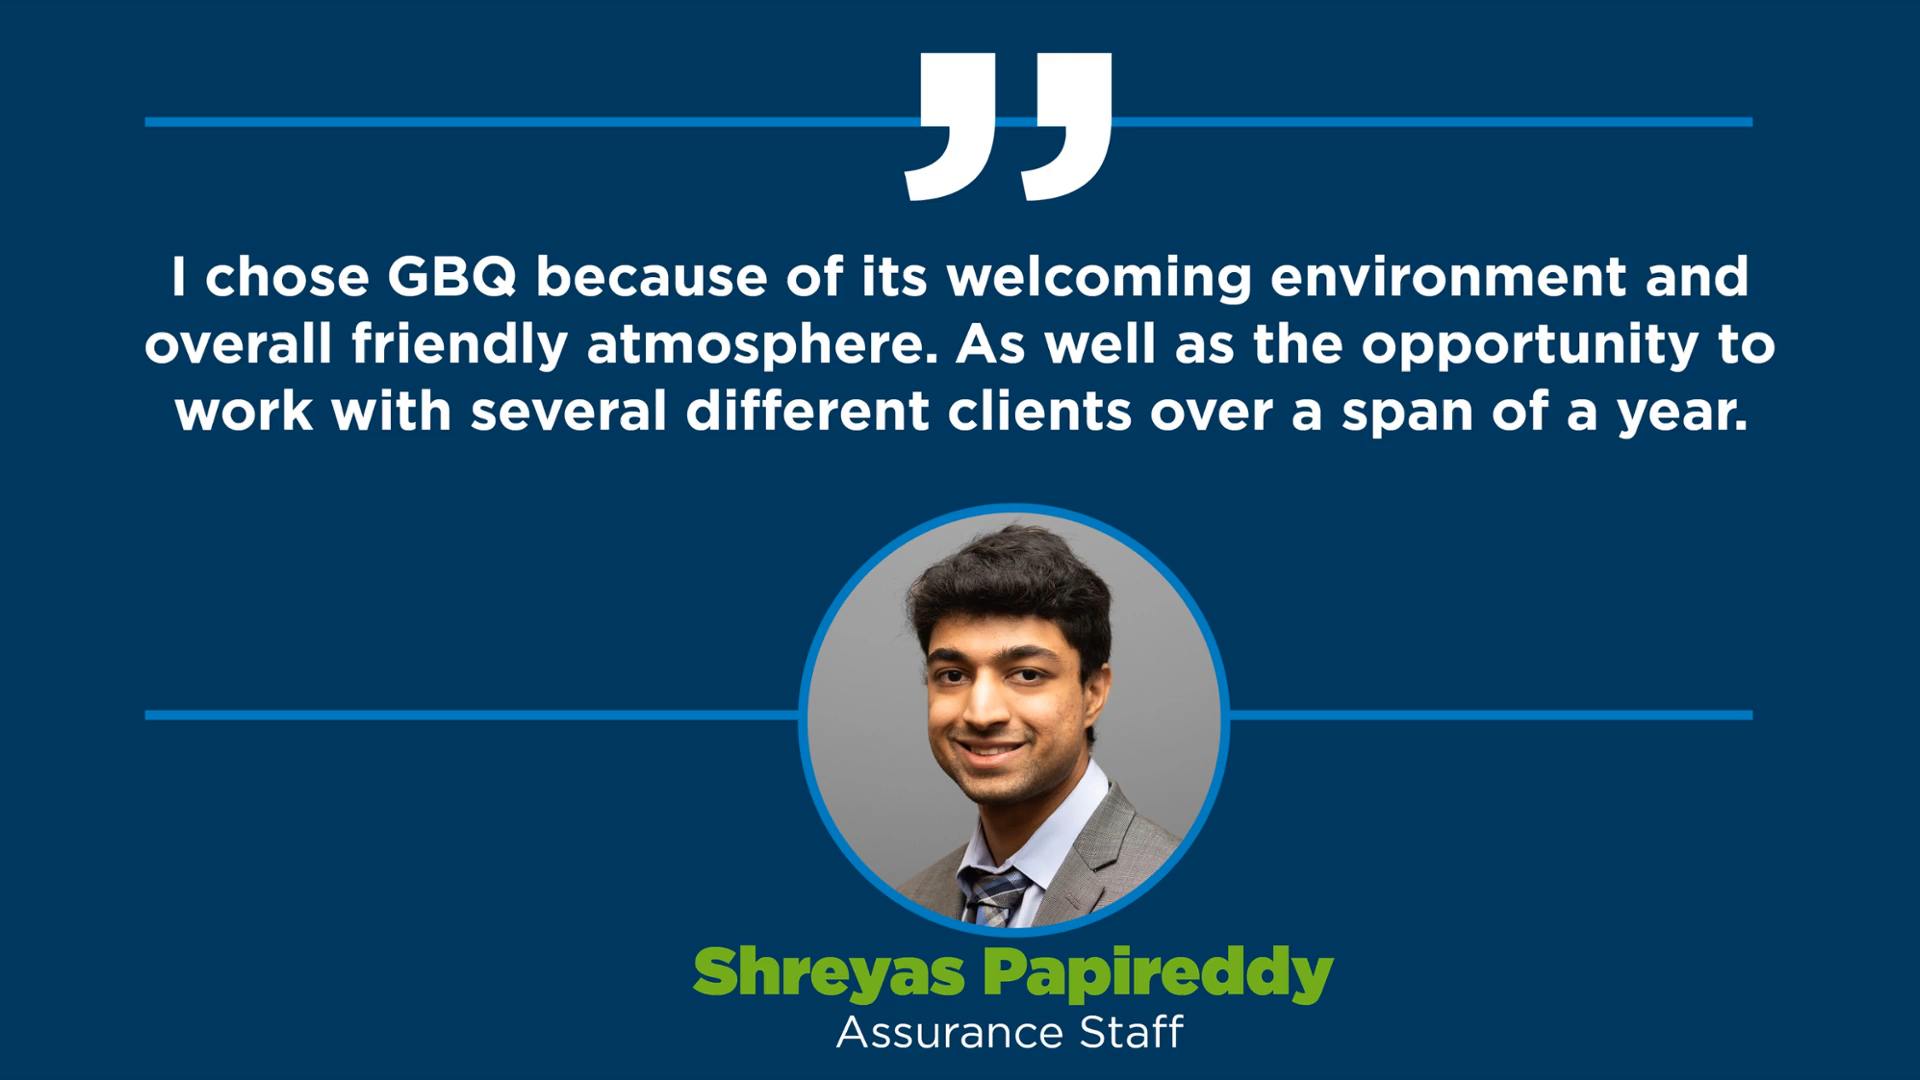 ”
I chose GBQ because of its welcoming environment and
overall friendly atmosphere. As well as the opportunity to
work with several different clients over a span of a year.
Shreyas Papireddy
Assurance Staff